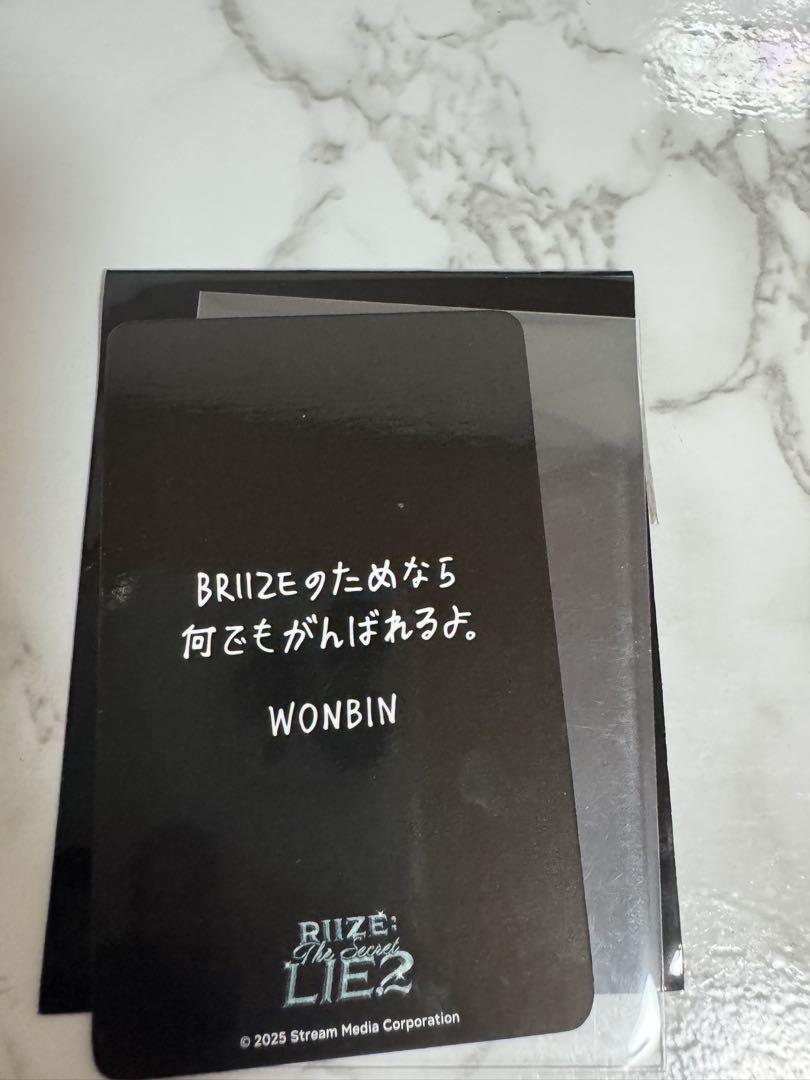 BRIIZEのためなら
何でもがんばれるよ。
WONBIN
RIIZE:
The Secret
LIE2
© 2025 Stream Media Corporation